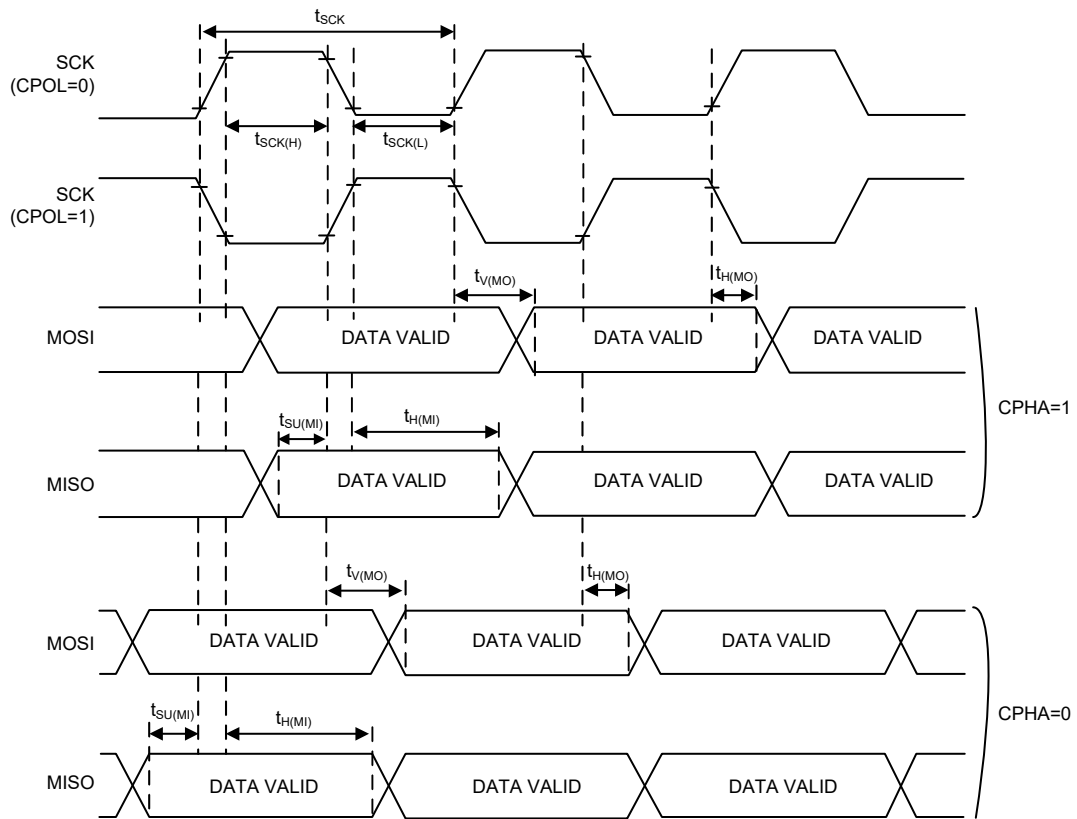 tSCK
SCK
(CPOL=0)
tSCK(H)
tSCK(L)
SCK
(CPOL=1)
tV(MO)
tH(MO)
MOSI
DATA VALID
DATA VALID
DATA VALID
CPHA=1
tSU(MI)
tH(MI)
MISO
DATA VALID
DATA VALID
DATA VALID
tV(MO)
tH(MO)
MOSI
DATA VALID
DATA VALID
DATA VALID
CPHA=0
tSU(MI)
tH(MI)
MISO
DATA VALID
DATA VALID
DATA VALID